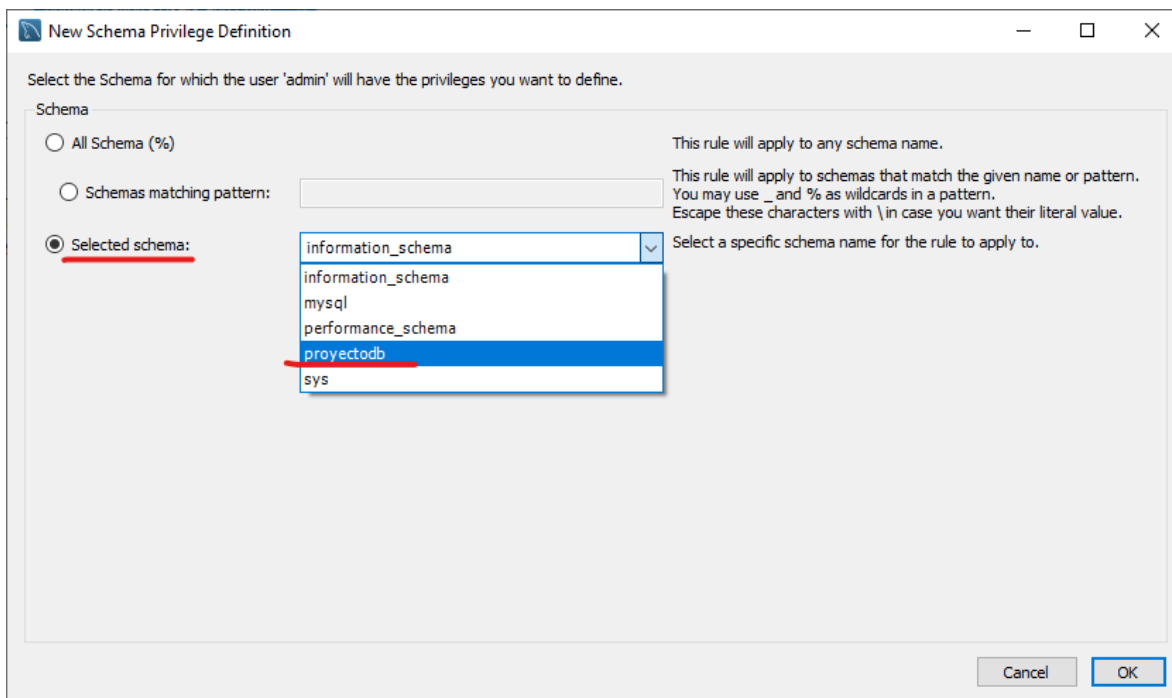 New Schema Privilege Definition
Select the Schema for which the user 'admin' will have the privileges you want to define.
Schema
All Schema (%)
This rule will apply to any schema name.
Schemas matching pattern:
This rule will apply to schemas that match the given name or pattern.
You may use _ and % as wildcards in a pattern.
Escape these characters with \ in case you want their literal value.
Selected schema:
information_schema
Select a specific schema name for the rule to apply to.
information_schema
mysql
performance_schema
proyectodb
sys
Cancel
OK